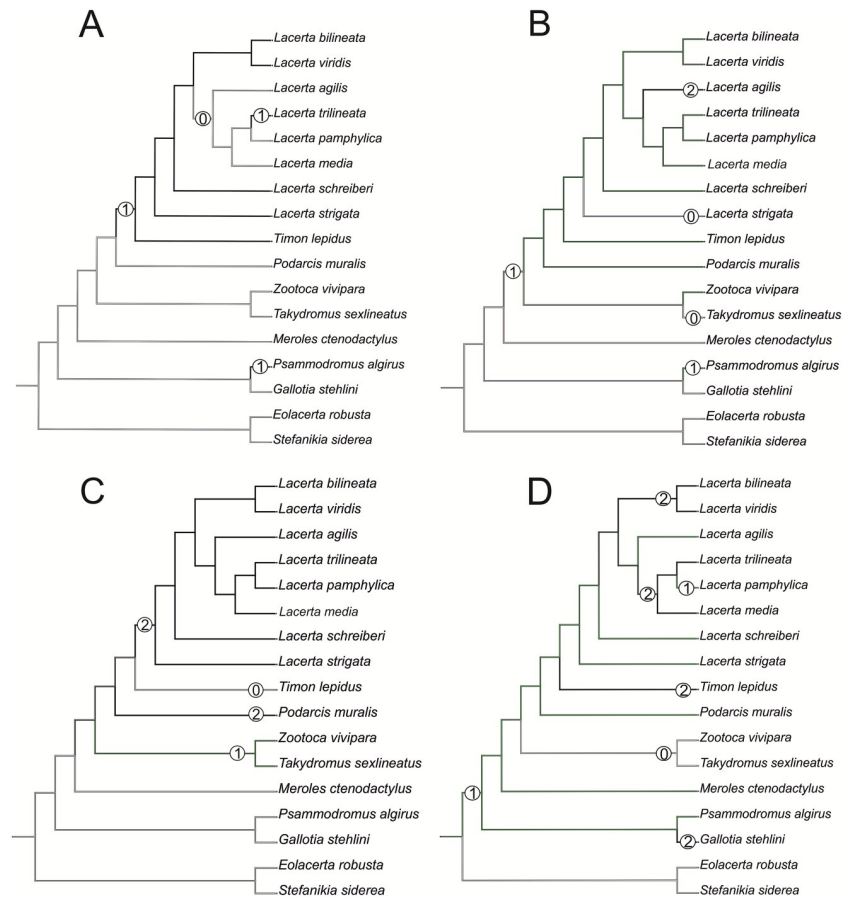 A
Lacerta bilineata
Lacerta viridis
Lacerta agilis
0
1
Lacerta trilineata
Lacerta pamphylica
Lacerta media
Lacerta schreiberi
1
Lacerta strigata
Timon lepidus
Podarcis muralis
Zootoca vivipara
Takydromus sexlineatus
Meroles ctenodactylus
1
Psammodromus algirus
Gallotia stehlini
Eolacerta robusta
Stefanikia siderea
B
Lacerta bilineata
Lacerta viridis
2
Lacerta agilis
Lacerta trilineata
Lacerta pamphylica
Lacerta media
Lacerta schreiberi
0
Lacerta strigata
Timon lepidus
Podarcis muralis
1
Zootoca vivipara
0
Takydromus sexlineatus
Meroles ctenodactylus
1
Psammodromus algirus
Gallotia stehlini
Eolacerta robusta
Stefanikia siderea
C
Lacerta bilineata
Lacerta viridis
Lacerta agilis
Lacerta trilineata
Lacerta pamphylica
Lacerta media
2
Lacerta schreiberi
Lacerta strigata
0
Timon lepidus
2
Podarcis muralis
Zootoca vivipara
1
Takydromus sexlineatus
Meroles ctenodactylus
Psammodromus algirus
Gallotia stehlini
Eolacerta robusta
Stefanikia siderea
D
Lacerta bilineata
2
Lacerta viridis
Lacerta agilis
Lacerta trilineata
1
Lacerta pamphylica
2
Lacerta media
Lacerta schreiberi
Lacerta strigata
2
Timon lepidus
Podarcis muralis
Zootoca vivipara
0
Takydromus sexlineatus
1
Meroles ctenodactylus
Psammodromus algirus
2
Gallotia stehlini
Eolacerta robusta
Stefanikia siderea